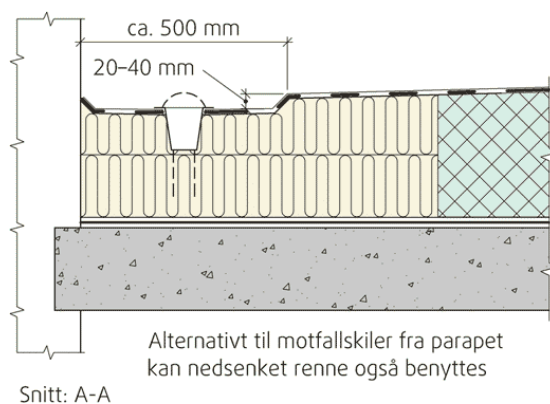 ca. 500 mm
20–40 mm
Alternativt til motfallskiler fra parapet
kan nedsenket renne også benyttes
Snitt: A-A